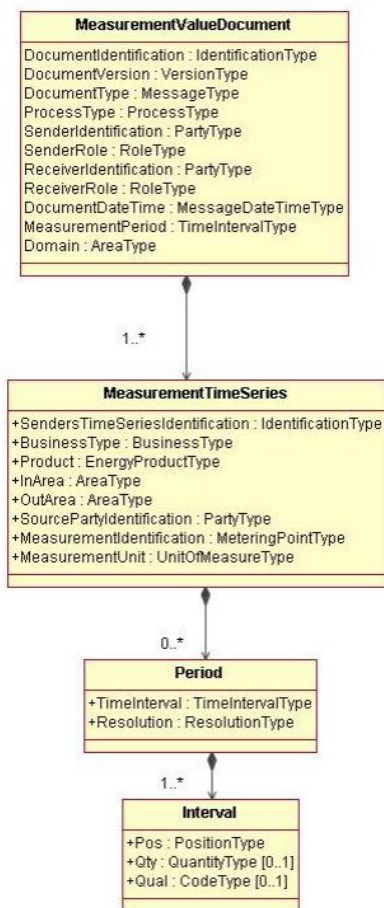 MeasurementValueDocument
DocumentIdentification : IdentificationType
DocumentVersion : VersionType
DocumentType : MessageType
ProcessType : ProcessType
SenderIdentification : PartyType
SenderRole : RoleType
ReceiverIdentification : PartyType
ReceiverRole : RoleType
DocumentDateTime : MessageDateTimeType
MeasurementPeriod : TimeIntervalType
Domain : AreaType
1..*
MeasurementTimeSeries
+SendersTimeSeriesIdentification : IdentificationType
+BusinessType : BusinessType
+Product : EnergyProductType
+InArea : AreaType
+OutArea : AreaType
+SourcePartyIdentification : PartyType
+MeasurementIdentification : MeteringPointType
+MeasurementUnit : UnitOfMeasureType
0..*
Period
+TimeInterval : TimeIntervalType
+Resolution : ResolutionType
1..*
Interval
+Pos : PositionType
+Qty : QuantityType [0..1]
+Qual : CodeType [0..1]